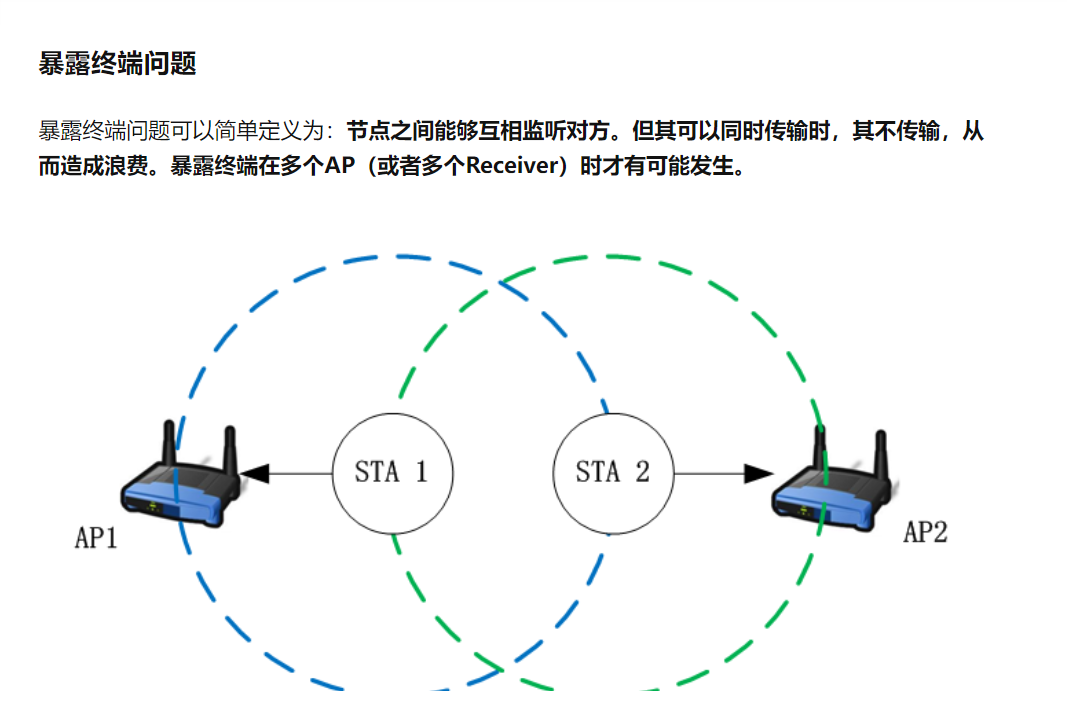 暴露终端问题
暴露终端问题可以简单定义为：节点之间能够互相监听对方。但其可以同时传输时，其不传输，从
而造成浪费。暴露终端在多个AP（或者多个Receiver）时才有可能发生。
STA 1
STA 2
AP1
AP2